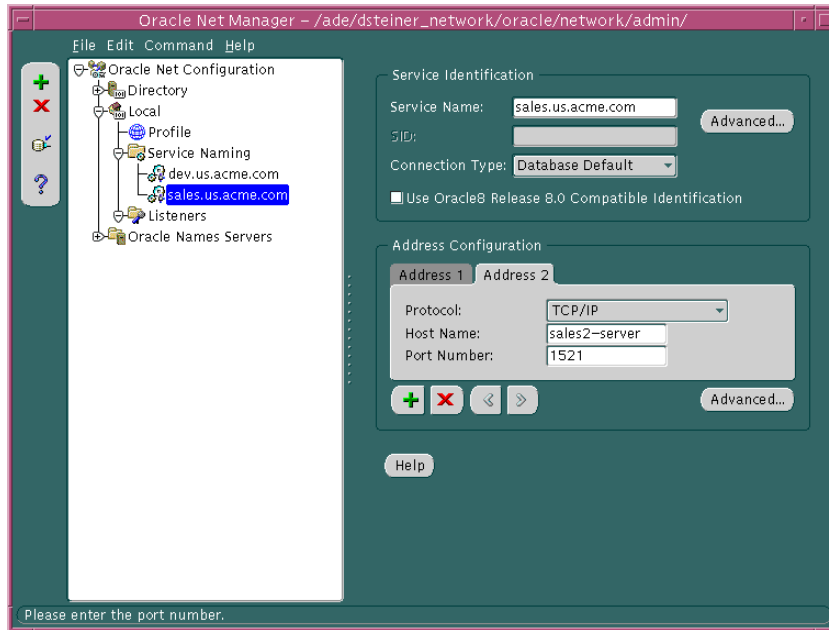 Oracle Net Manager – /ade/dsteiner_network/oracle/network/admin/
File Edit Command Help
Oracle Net Configuration
Directory
Local
Profile
Service Naming
dev.us.acme.com
sales.us.acme.com
Listeners
Oracle Names Servers
Service Identification
Service Name: sales.us.acme.com
Advanced...
SID:
Connection Type: Database Default
Use Oracle8 Release 8.0 Compatible Identification
Address Configuration
Address 1 Address 2
Protocol: TCP/IP
Host Name: sales2–server
Port Number: 1521
Advanced...
Help
Please enter the port number.